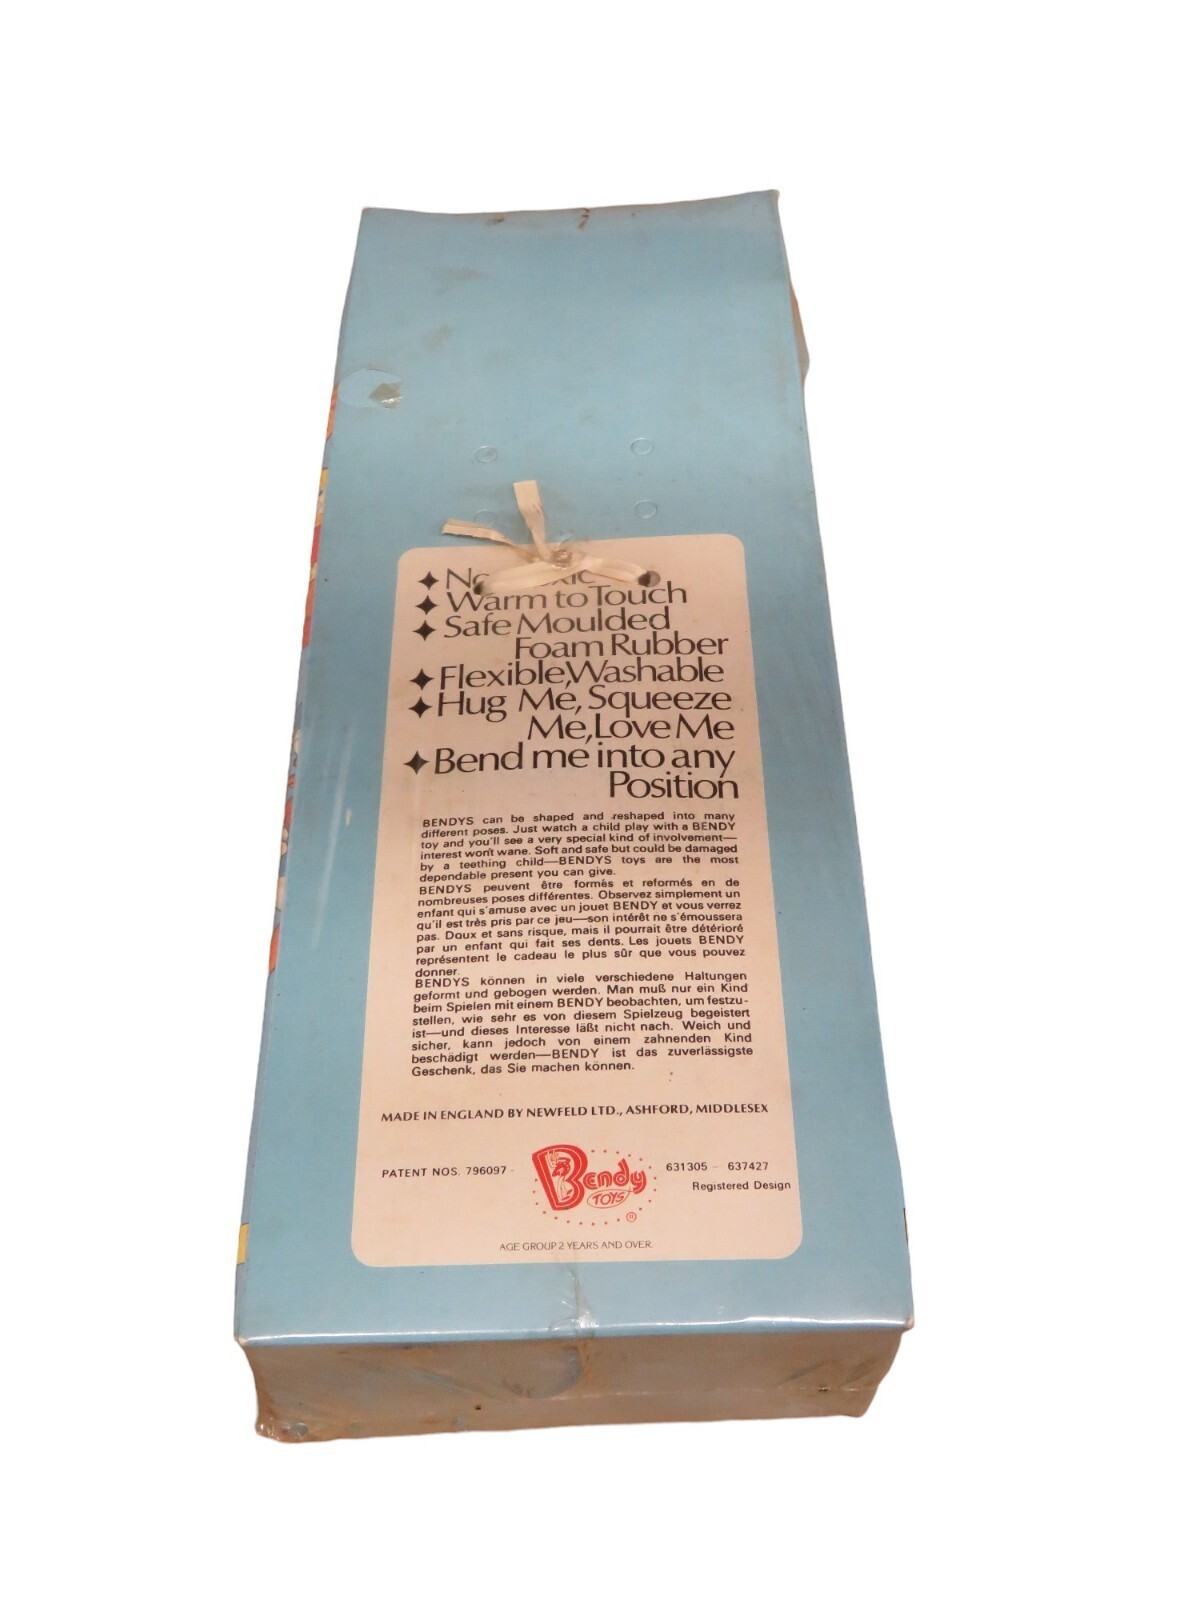 ✦ N
✦ Warm to Touch
✦ Safe Moulded
Foam Rubber
✦ Flexible, Washable
✦ Hug Me, Squeeze
Me, Love Me
✦ Bend me into any
Position
BENDYS can be shaped and reshaped into many
different poses. Just watch a child play with a BENDY
toy and you'll see a very special kind of involvement—
interest won't wane. Soft and safe but could be damaged
by a teething child—BENDYS toys are the most
dependable present you can give.
BENDYS peuvent être formés et reformés en de
nombreuses poses différentes. Observez simplement un
enfant qui s'amuse avec un jouet BENDY et vous verrez
qu'il est très pris par ce jeu—son intérêt ne s'émoussera
pas. Doux et sans risque, mais il pourrait être détérioré
par un enfant qui fait ses dents. Les jouets BENDY
représentent le cadeau le plus sûr que vous pouvez
donner.
BENDYS können in viele verschiedene Haltungen
geformt und gebogen werden. Man muß nur ein Kind
beim Spielen mit einem BENDY beobachten, um festzu-
stellen, wie sehr es von diesem Spielzeug begeistert
ist—und dieses Interesse läßt nicht nach. Weich und
sicher, kann jedoch von einem zahnenden Kind
beschädigt werden—BENDY ist das zuverlässigste
Geschenk, das Sie machen können.
MADE IN ENGLAND BY NEWFELD LTD., ASHFORD, MIDDLESEX
PATENT NOS. 796097 - 631305 - 637427
Bendy
TOYS
®
Registered Design
AGE GROUP 2 YEARS AND OVER.